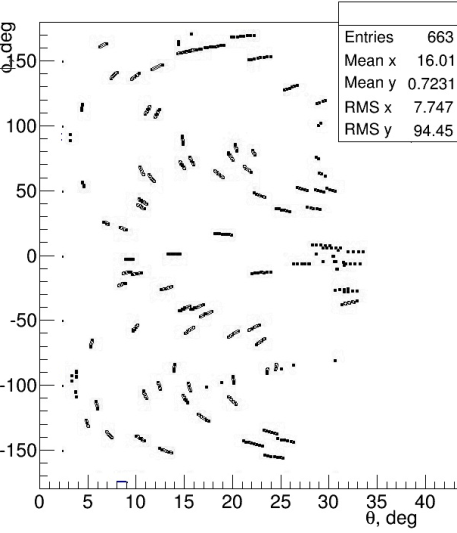 ϕ, deg
Entries 663
Mean x 16.01
Mean y 0.7231
RMS x 7.747
RMS y 94.45
150
100
50
0
-50
-100
-150
0 5 10 15 20 25 30 35 40
θ, deg